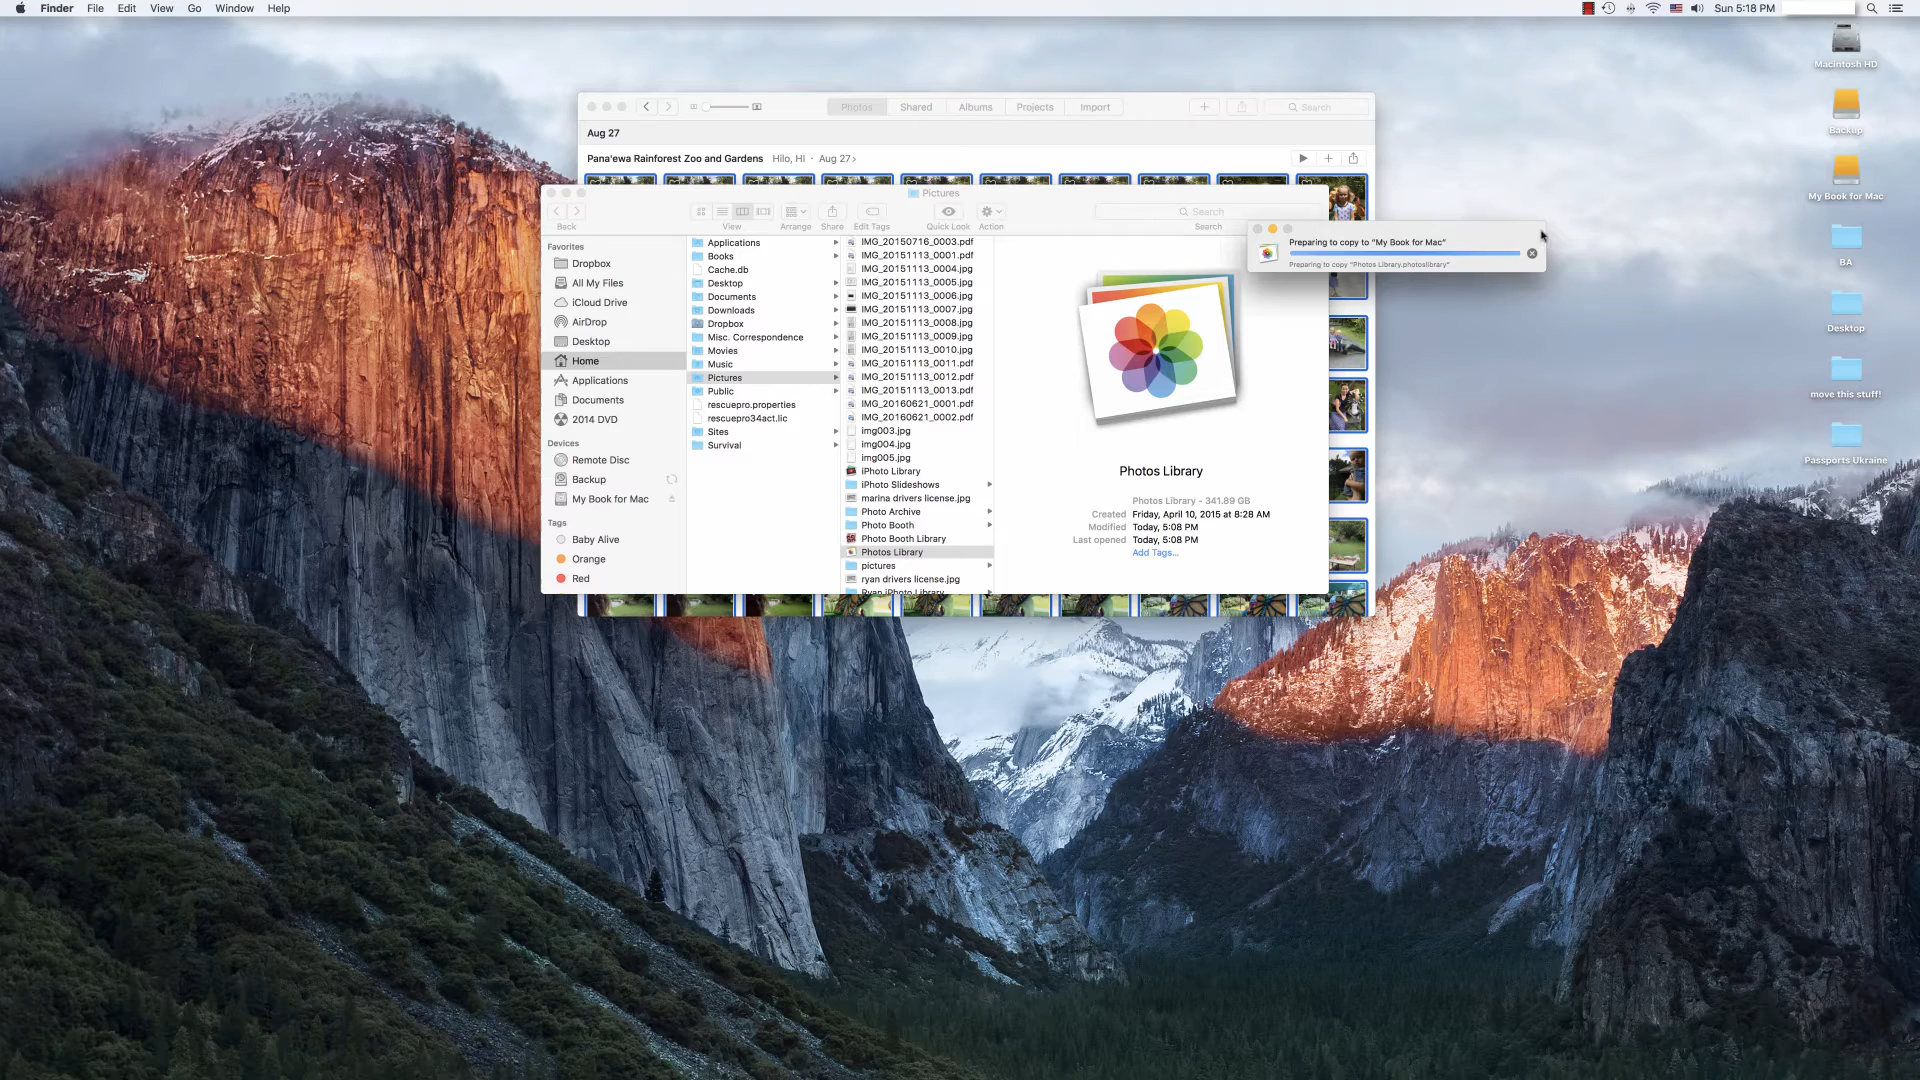 Finder File Edit View Go Window Help
Sun 5:18 PM
Macintosh HD
Backup
My Book for Mac
BA
Desktop
move this stuff!
Passports Ukraine
Photos Shared Albums Projects Import
Search
Aug 27
Pana'ewa Rainforest Zoo and Gardens Hilo, HI · Aug 27>
Pictures
Search
Back View Arrange Share Edit Tags Quick Look Action Search
Favorites
Dropbox
All My Files
iCloud Drive
AirDrop
Desktop
Home
Applications
Documents
2014 DVD
Devices
Remote Disc
Backup
My Book for Mac
Tags
Baby Alive
Orange
Red
Applications
Books
Cache.db
Desktop
Documents
Downloads
Dropbox
Misc. Correspondence
Movies
Music
Pictures
Public
rescuepro.properties
rescuepro34act.lic
Sites
Survival
IMG_20150716_0003.pdf
IMG_20151113_0001.pdf
IMG_20151113_0004.jpg
IMG_20151113_0005.jpg
IMG_20151113_0006.jpg
IMG_20151113_0007.jpg
IMG_20151113_0008.jpg
IMG_20151113_0009.jpg
IMG_20151113_0010.jpg
IMG_20151113_0011.pdf
IMG_20151113_0012.pdf
IMG_20151113_0013.pdf
IMG_20160621_0001.pdf
IMG_20160621_0002.pdf
img003.jpg
img004.jpg
img005.jpg
iPhoto Library
iPhoto Slideshows
marina drivers license.jpg
Photo Archive
Photo Booth
Photo Booth Library
Photos Library
pictures
ryan drivers license.jpg
Ryan iPhoto Library
Photos Library
Photos Library - 341.89 GB
Created Friday, April 10, 2015 at 8:28 AM
Modified Today, 5:08 PM
Last opened Today, 5:08 PM
Add Tags...
Preparing to copy to “My Book for Mac”
Preparing to copy “Photos Library.photoslibrary”